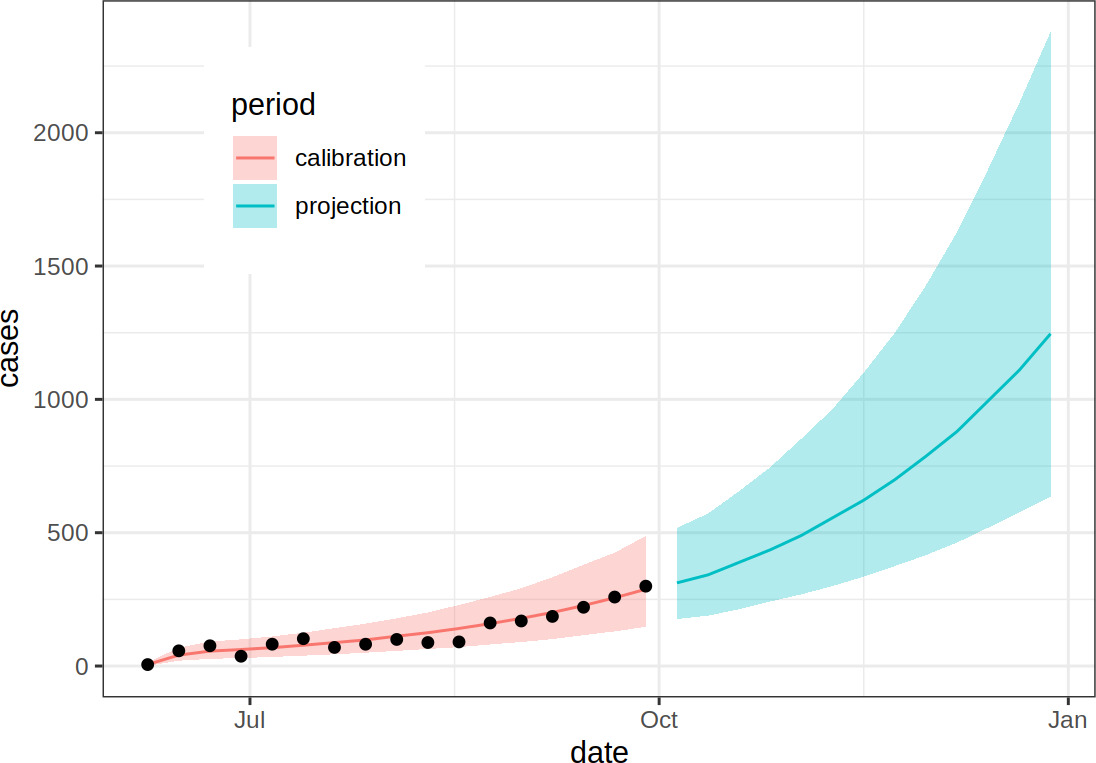 period
calibration
projection
2000
1500
1000
500
0
cases
Jul
Oct
Jan
date